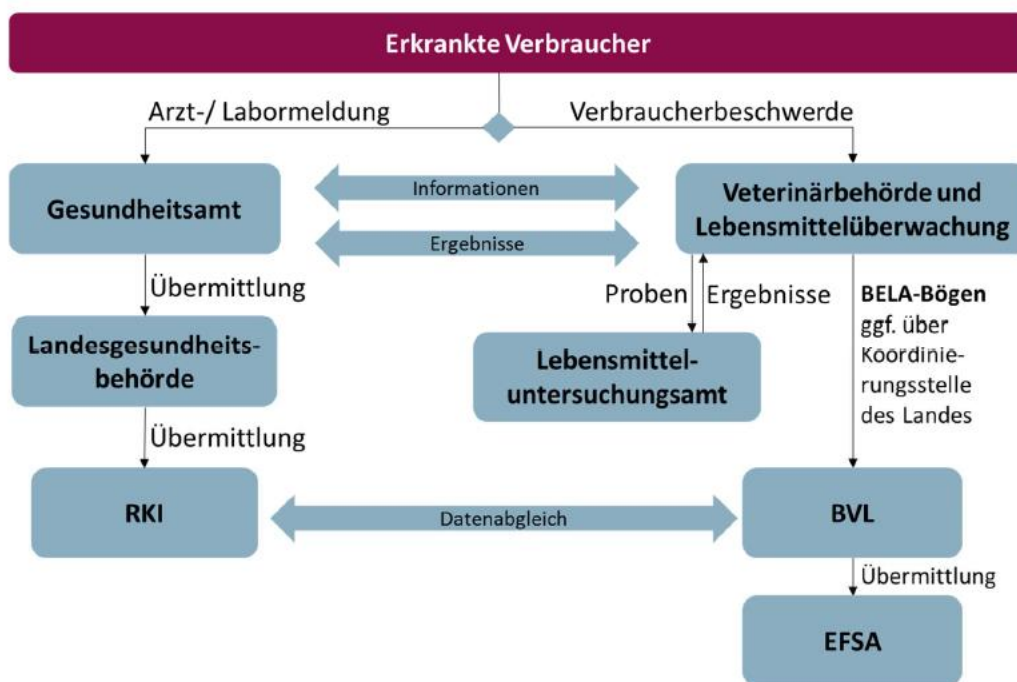 Erkrankte Verbraucher
Arzt-/ Labormeldung
Verbraucherbeschwerde
Gesundheitsamt
Informationen
Ergebnisse
Veterinärbehörde und
Lebensmittelüberwachung
Übermittlung
Proben
Ergebnisse
BELA-Bögen
ggf. über
Koordinie-
rungsstelle
des Landes
Landesgesundheits-
behörde
Lebensmittel-
untersuchungsamt
Übermittlung
RKI
Datenabgleich
BVL
Übermittlung
EFSA